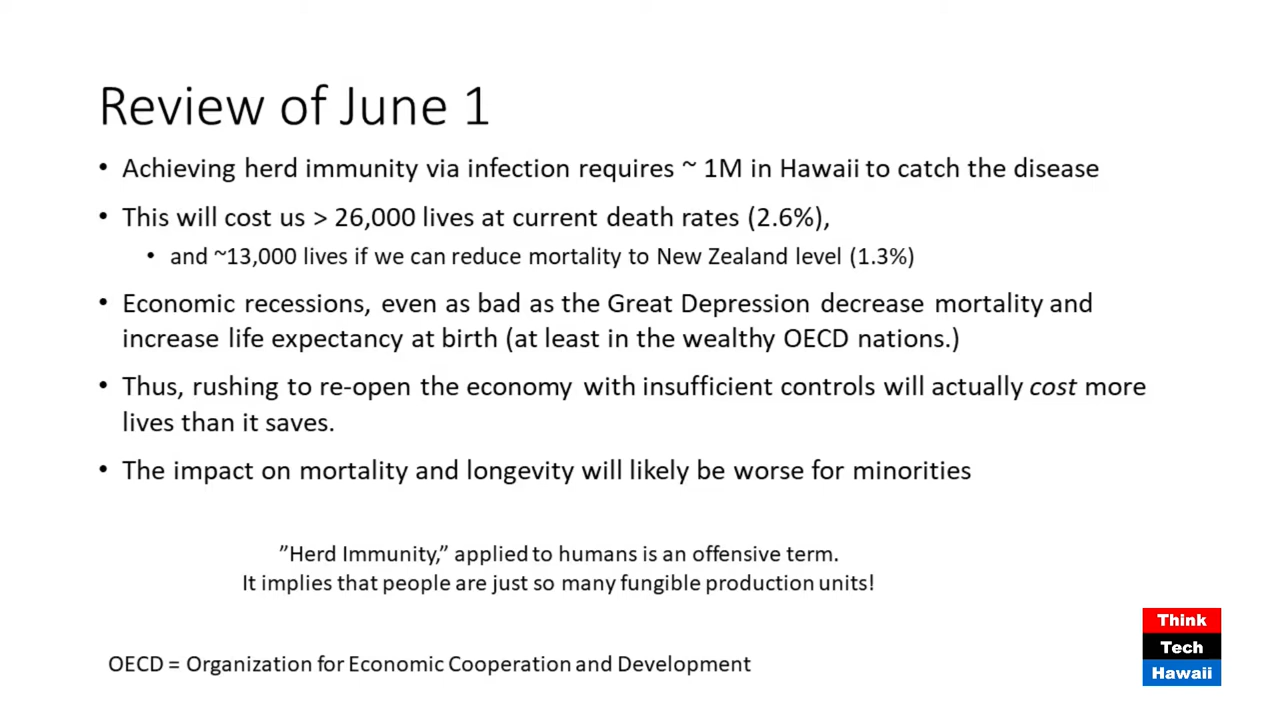 Review of June 1
• Achieving herd immunity via infection requires ~ 1M in Hawaii to catch the disease
• This will cost us > 26,000 lives at current death rates (2.6%),
• and ~13,000 lives if we can reduce mortality to New Zealand level (1.3%)
• Economic recessions, even as bad as the Great Depression decrease mortality and
increase life expectancy at birth (at least in the wealthy OECD nations.)
• Thus, rushing to re-open the economy with insufficient controls will actually cost more
lives than it saves.
• The impact on mortality and longevity will likely be worse for minorities
”Herd Immunity,” applied to humans is an offensive term.
It implies that people are just so many fungible production units!
OECD = Organization for Economic Cooperation and Development
Think
Tech
Hawaii